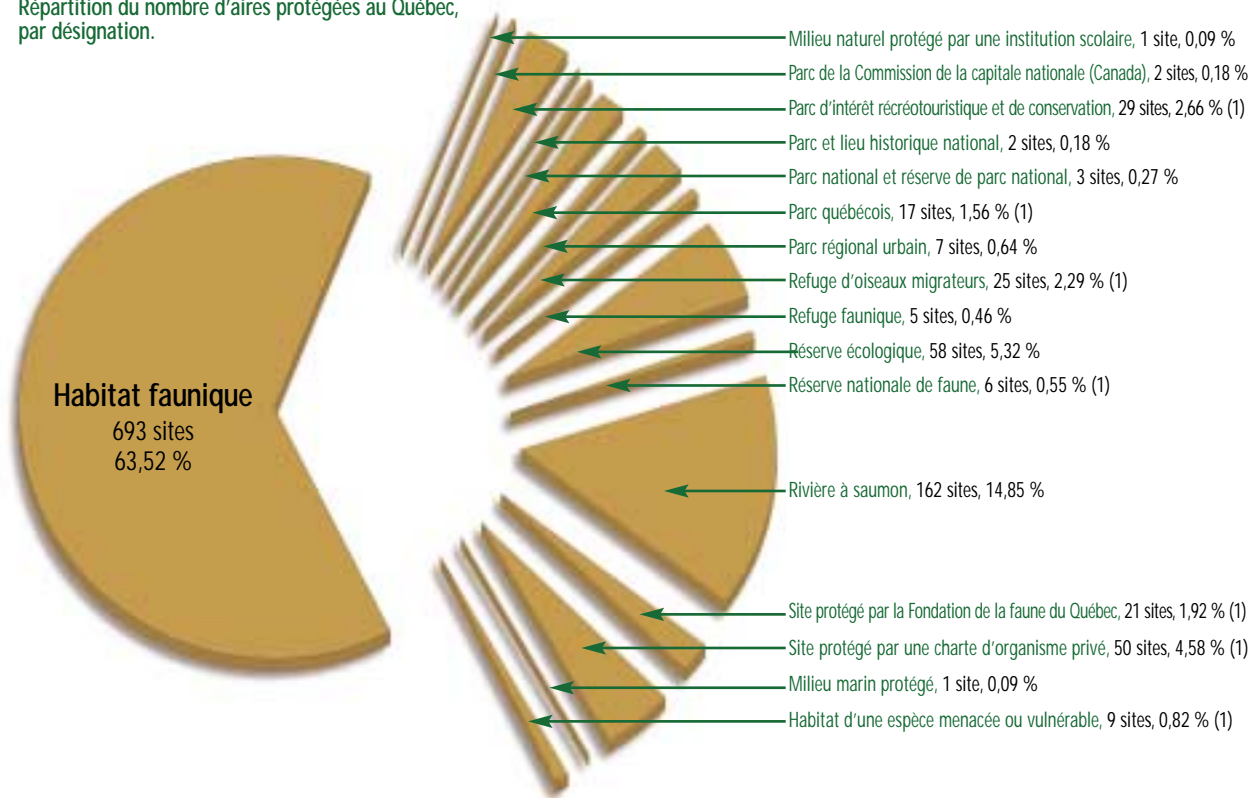 Répartition du nombre d'aires protégées au Québec,
par désignation.
Milieu naturel protégé par une institution scolaire, 1 site, 0,09 %
Parc de la Commission de la capitale nationale (Canada), 2 sites, 0,18 %
Parc d'intérêt récréotouristique et de conservation, 29 sites, 2,66 % (1)
Parc et lieu historique national, 2 sites, 0,18 %
Parc national et réserve de parc national, 3 sites, 0,27 %
Parc québécois, 17 sites, 1,56 % (1)
Parc régional urbain, 7 sites, 0,64 %
Refuge d'oiseaux migrateurs, 25 sites, 2,29 % (1)
Refuge faunique, 5 sites, 0,46 %
Réserve écologique, 58 sites, 5,32 %
Réserve nationale de faune, 6 sites, 0,55 % (1)
Habitat faunique
693 sites
63,52 %
Rivière à saumon, 162 sites, 14,85 %
Site protégé par la Fondation de la faune du Québec, 21 sites, 1,92 % (1)
Site protégé par une charte d'organisme privé, 50 sites, 4,58 % (1)
Milieu marin protégé, 1 site, 0,09 %
Habitat d'une espèce menacée ou vulnérable, 9 sites, 0,82 % (1)